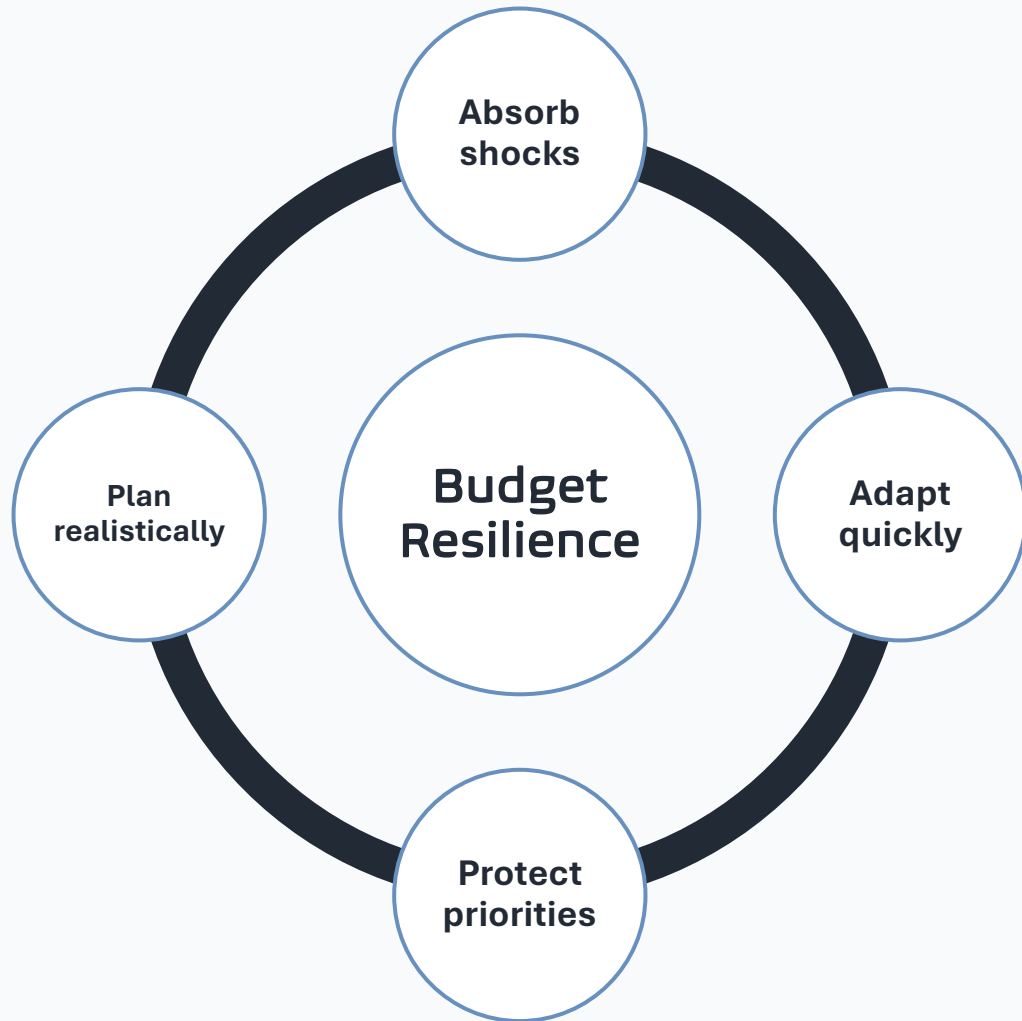 Absorb
shocks
Plan
realistically
Budget
Resilience
Adapt
quickly
Protect
priorities